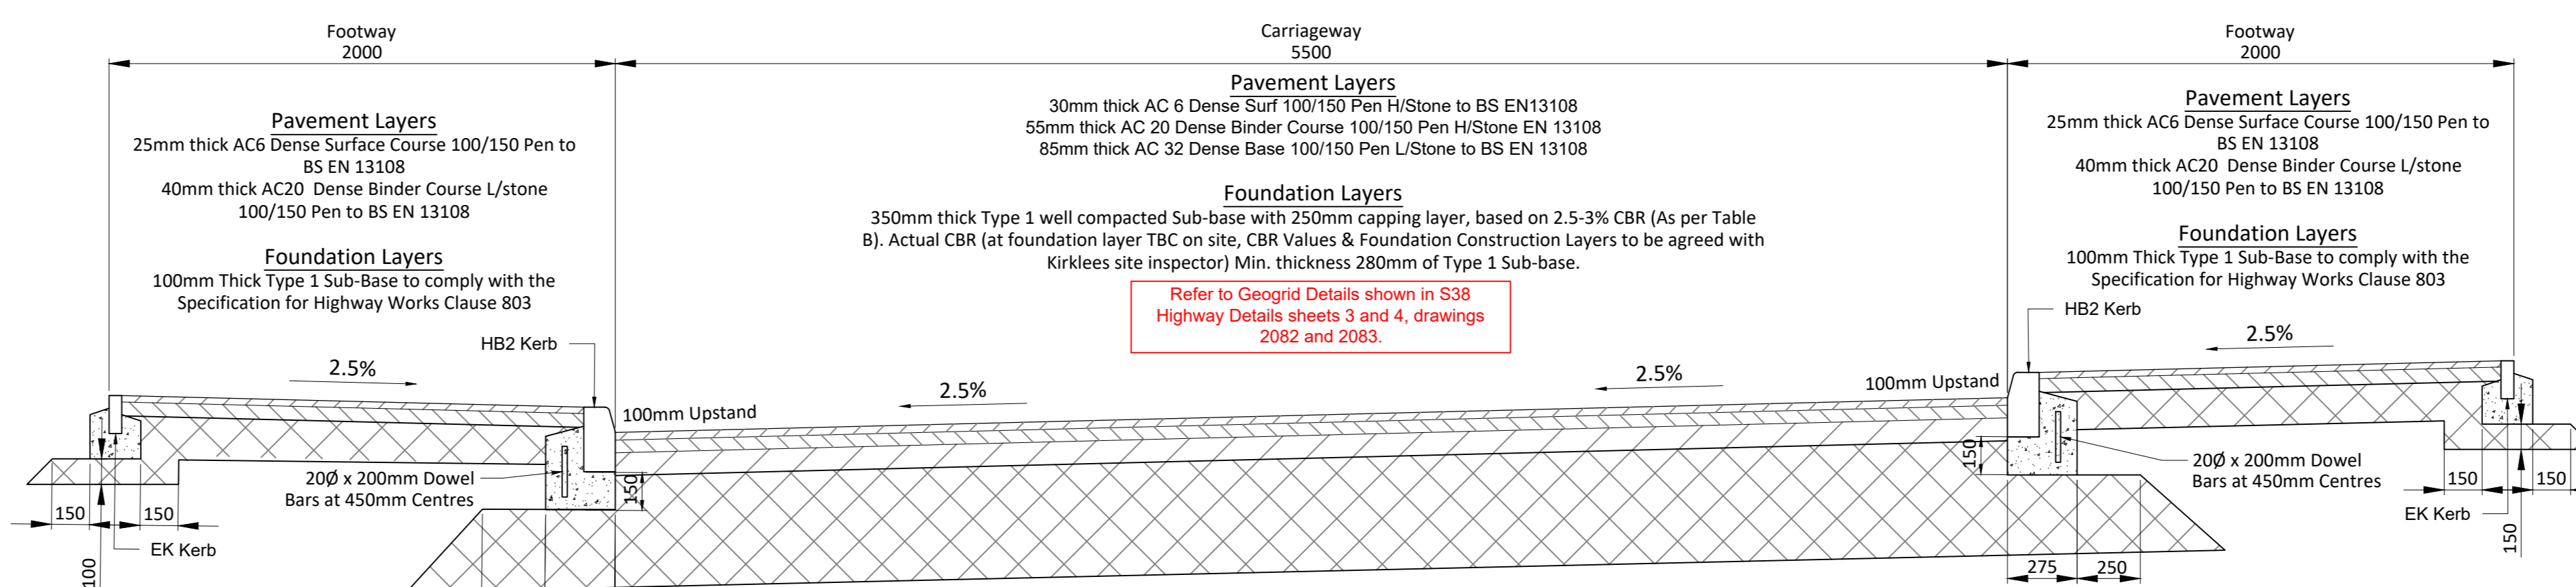 Footway
2000
Carriageway
5500
Footway
2000
Pavement Layers
25mm thick AC6 Dense Surface Course 100/150 Pen to
BS EN 13108
40mm thick AC20 Dense Binder Course L/stone
100/150 Pen to BS EN 13108
Foundation Layers
100mm Thick Type 1 Sub-Base to comply with the
Specification for Highway Works Clause 803
Pavement Layers
30mm thick AC 6 Dense Surf 100/150 Pen H/Stone to BS EN13108
55mm thick AC 20 Dense Binder Course 100/150 Pen H/Stone EN 13108
85mm thick AC 32 Dense Base 100/150 Pen L/Stone to BS EN 13108
Foundation Layers
350mm thick Type 1 well compacted Sub-base with 250mm capping layer, based on 2.5-3% CBR (As per Table
B). Actual CBR (at foundation layer TBC on site, CBR Values & Foundation Construction Layers to be agreed with
Kirklees site inspector) Min. thickness 280mm of Type 1 Sub-base.
Refer to Geogrid Details shown in S38
Highway Details sheets 3 and 4, drawings
2082 and 2083.
Pavement Layers
25mm thick AC6 Dense Surface Course 100/150 Pen to
BS EN 13108
40mm thick AC20 Dense Binder Course L/stone
100/150 Pen to BS EN 13108
Foundation Layers
100mm Thick Type 1 Sub-Base to comply with the
Specification for Highway Works Clause 803
HB2 Kerb
HB2 Kerb
2.5%
2.5%
2.5%
2.5%
100mm Upstand
100mm Upstand
20Ø x 200mm Dowel
Bars at 450mm Centres
20Ø x 200mm Dowel
Bars at 450mm Centres
150
150
150
150
150
150
EK Kerb
EK Kerb
100
150
275
250